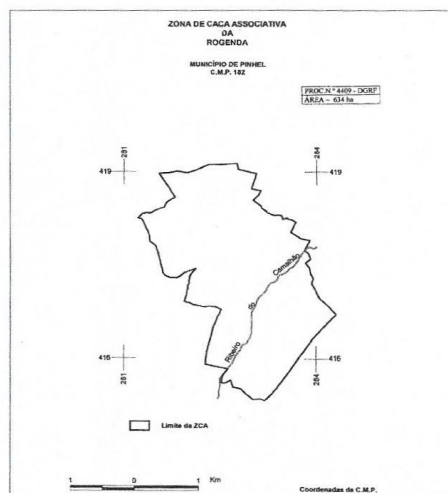 ZONA DE CACA ASSOCIATIVA
DA
ROGENDA
MUNICÍPIO DE PINHEL
C.M.P. 182
PROC.N.º 4409 - DGRF
ÁREA - 634 ha
281
284
419
419
Ribeiro do Camalhão
416
416
281
284
Limite da ZCA
1 0 1 Km
Coordenadas da C.M.P.